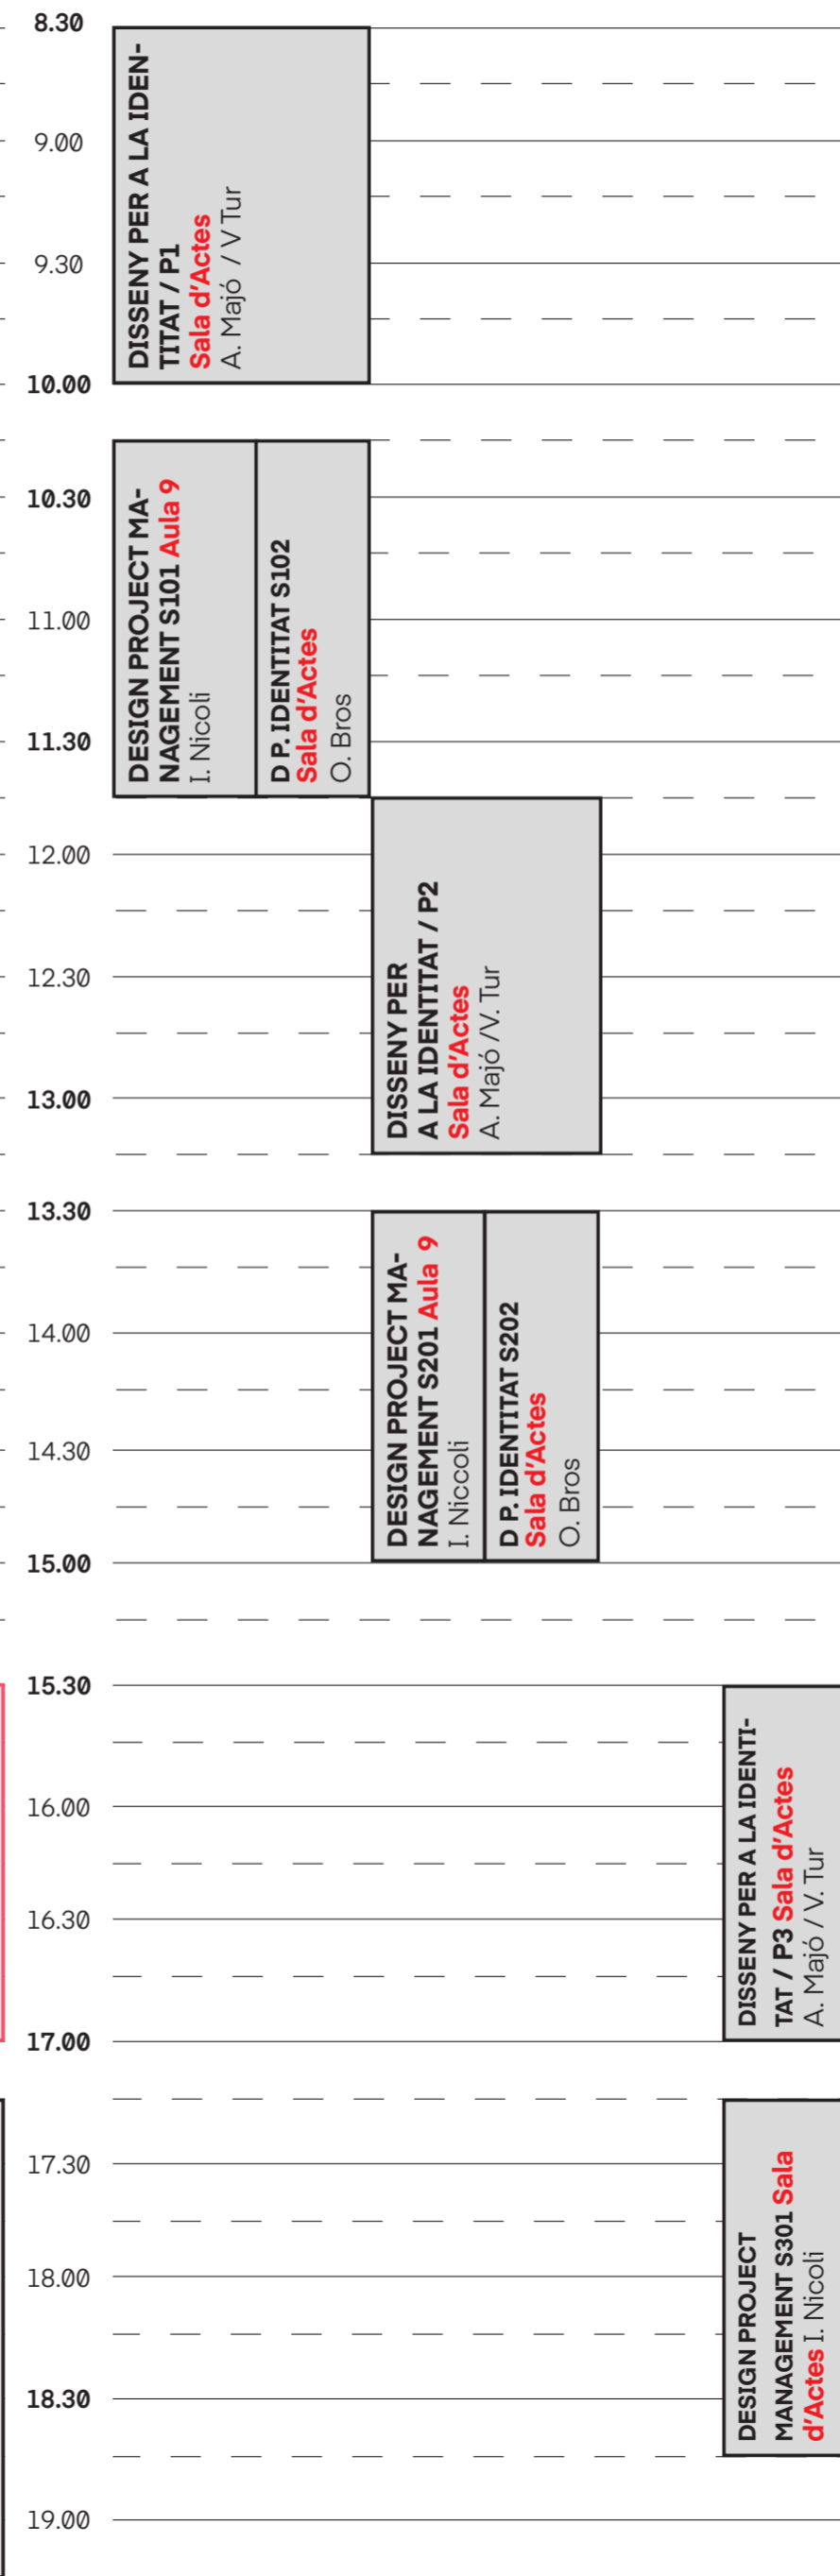 8.30
9.00
9.30
10.00
10.30
11.00
11.30
12.00
12.30
13.00
13.30
14.00
14.30
15.00
15.30
16.00
16.30
17.00
17.30
18.00
18.30
19.00
DISSENY PER A LA IDEN-
TITAT / P1
Sala d'Actes
A. Majó / V Tur
DESIGN PROJECT MA-
NAGEMENT S101 Aula 9
I. Nicoli
D P. IDENTITAT S102
Sala d'Actes
O. Bros
DISSENY PER
A LA IDENTITAT / P2
Sala d'Actes
A. Majó /V. Tur
DESIGN PROJECT MA-
NAGEMENT S201 Aula 9
I. Niccoli
D P. IDENTITAT S202
Sala d'Actes
O. Bros
DISSENY PER A LA IDENTI-
TAT / P3 Sala d'Actes
A. Majó / V. Tur
DESIGN PROJECT
MANAGEMENT S301 Sala
d'Actes I. Nicoli